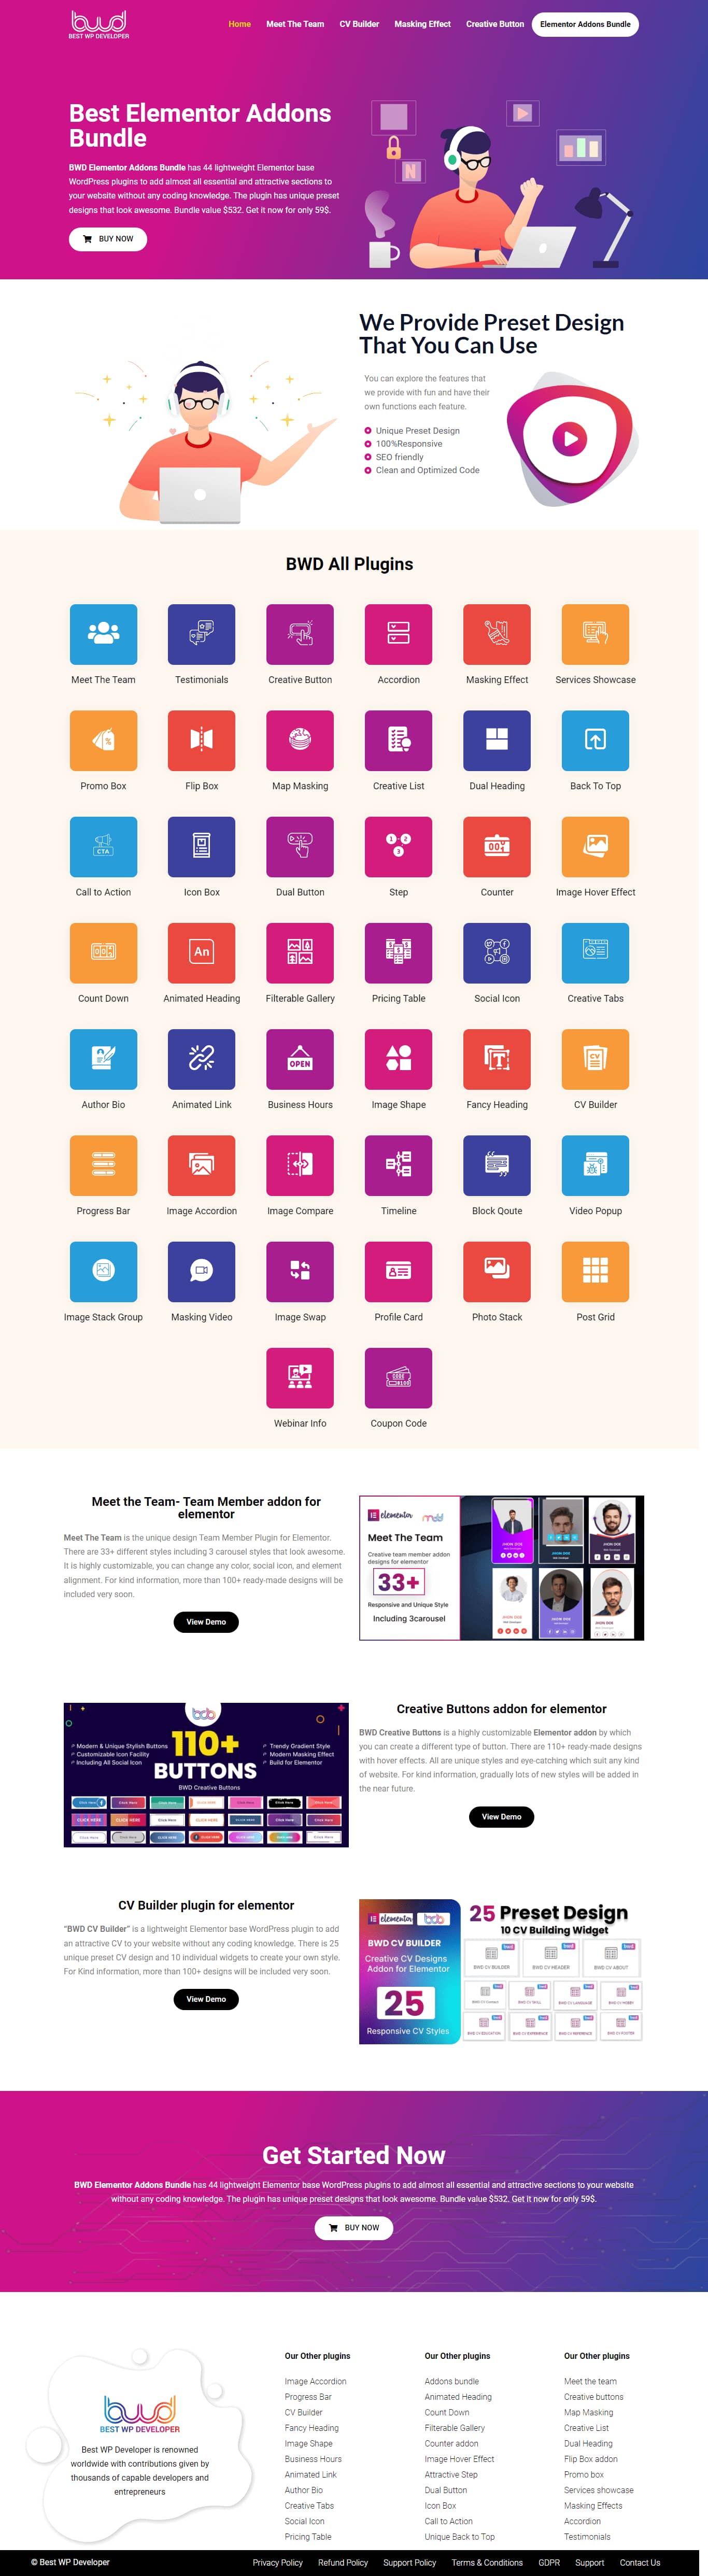 BEST WP DEVELOPER
Home
Meet The Team
CV Builder
Masking Effect
Creative Button
Elementor Addons Bundle
Best Elementor Addons
Bundle
BWD Elementor Addons Bundle has 44 lightweight Elementor base
WordPress plugins to add almost all essential and attractive sections to
your website without any coding knowledge. The plugin has unique preset
designs that look awesome. Bundle value $532. Get it now for only 59$.
BUY NOW
N
We Provide Preset Design
That You Can Use
You can explore the features that
we provide with fun and have their
own functions each feature.
Unique Preset Design
100%Responsive
SEO friendly
Clean and Optimized Code
BWD All Plugins
Meet The Team
Testimonials
Creative Button
Accordion
Masking Effect
Services Showcase
Promo Box
Flip Box
Map Masking
Creative List
Dual Heading
Back To Top
CTA
1 2
3
An
Call to Action
Icon Box
Dual Button
Step
Counter
Image Hover Effect
Count Down
Animated Heading
Filterable Gallery
Pricing Table
Social Icon
Creative Tabs
OPEN
T
CV
Author Bio
Animated Link
Business Hours
Image Shape
Fancy Heading
CV Builder
Progress Bar
Image Accordion
Image Compare
Timeline
Block Qoute
Video Popup
Image Stack Group
Masking Video
Image Swap
Profile Card
Photo Stack
Post Grid
Webinar Info
Coupon Code
Meet the Team- Team Member addon for
elementor
Meet The Team is the unique design Team Member Plugin for Elementor.
There are 33+ different styles including 3 carousel styles that look awesome.
It is highly customizable, you can change any color, social icon, and element
alignment. For kind information, more than 100+ ready-made designs will be
included very soon.
View Demo
elementor
Meet The Team
Creative team member addon
designs for elementor
33+
Responsive and Unique Style
Including 3carousel
110+
BUTTONS
BWD Creative Buttons
Modern & Unique Stylish Buttons
Customizable Icon Facility
Including All Social Icon
Trendy Gradient Style
Modern Masking Effect
Build for Elementor
Creative Buttons addon for elementor
BWD Creative Buttons is a highly customizable Elementor addon by which
you can create a different type of button. There are 110+ ready-made designs
with hover effects. All are unique styles and eye-catching which suit any kind
of website. For kind information, gradually lots of new styles will be added in
the near future.
View Demo
CV Builder plugin for elementor
"BWD CV Builder" is a lightweight Elementor base WordPress plugin to add
an attractive CV to your website without any coding knowledge. There is 25
unique preset CV design and 10 individual widgets to create your own style.
For Kind information, more than 100+ designs will be included very soon.
View Demo
elementor
BWD CV BUILDER
Creative CV Designs
Addon for Elementor
25
Responsive CV Styles
25 Preset Design
10 CV Building Widget
BWD CV BUILDER
BWD CV HEADER
BWD CV ABOUT
Get Started Now
BWD Elementor Addons Bundle has 44 lightweight Elementor base WordPress plugins to add almost all essential and attractive sections to your website
without any coding knowledge. The plugin has unique preset designs that look awesome. Bundle value $532. Get it now for only 59$.
BUY NOW
BEST WP DEVELOPER
Best WP Developer is renowned
worldwide with contributions given by
thousands of capable developers and
entrepreneurs
Our Other plugins
Image Accordion
Progress Bar
CV Builder
Fancy Heading
Image Shape
Business Hours
Animated Link
Author Bio
Creative Tabs
Social Icon
Pricing Table
Our Other plugins
Addons bundle
Animated Heading
Count Down
Filterable Gallery
Counter addon
Image Hover Effect
Attractive Step
Dual Button
Icon Box
Call to Action
Unique Back to Top
Our Other plugins
Meet the team
Creative buttons
Map Masking
Creative List
Dual Heading
Flip Box addon
Promo box
Services showcase
Masking Effects
Accordion
Testimonials
© Best WP Developer
Privacy Policy
Refund Policy
Support Policy
Terms & Conditions
GDPR
Support
Contact Us